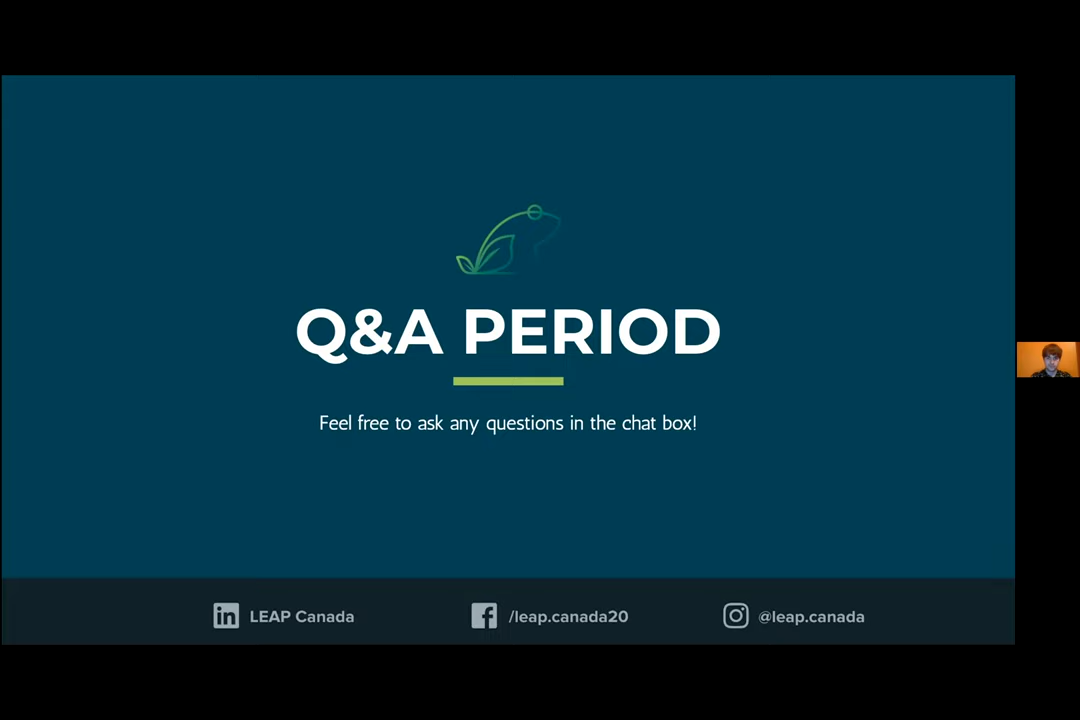 Q&A PERIOD
Feel free to ask any questions in the chat box!
LEAP Canada
/leap.canada20
@leap.canada